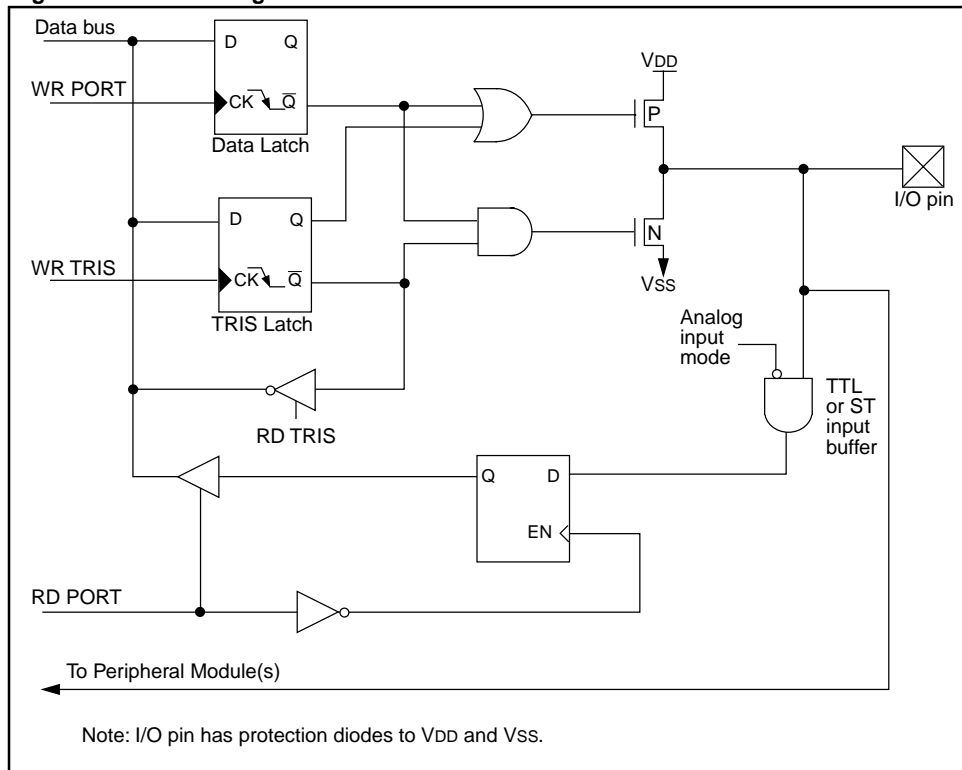 Data bus
D Q
VDD
WR PORT
CK Q
P
Data Latch
I/O pin
D Q
N
WR TRIS
CK Q
VSS
TRIS Latch
Analog
input
mode
TTL
or ST
input
buffer
RD TRIS
Q D
EN
RD PORT
To Peripheral Module(s)
Note: I/O pin has protection diodes to VDD and VSS.